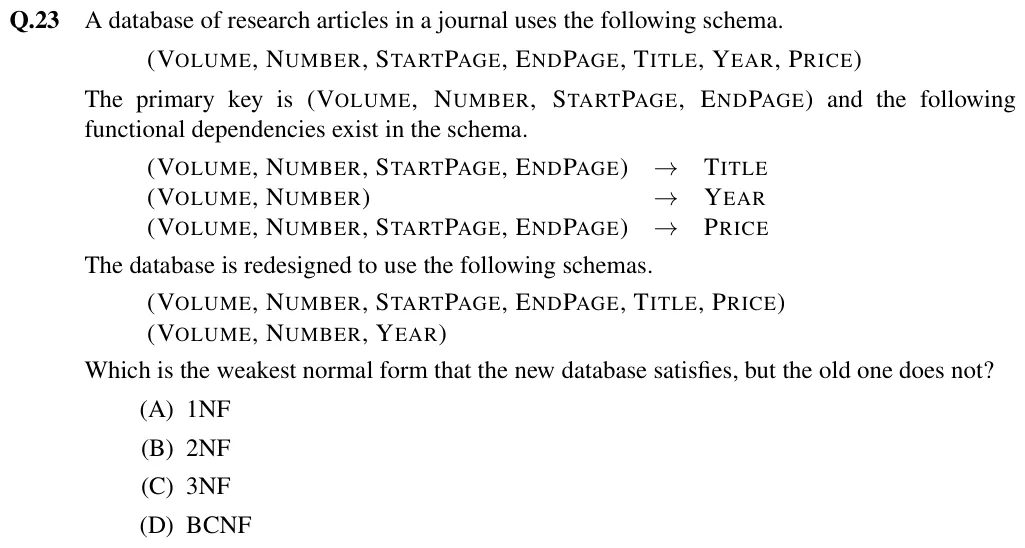 Q.23 A database of research articles in a journal uses the following schema.
(VOLUME, NUMBER, STARTPAGE, ENDPAGE, TITLE, YEAR, PRICE)
The primary key is (VOLUME, NUMBER, STARTPAGE, ENDPAGE) and the following
functional dependencies exist in the schema.
(VOLUME, NUMBER, STARTPAGE, ENDPAGE) → TITLE
(VOLUME, NUMBER) → YEAR
(VOLUME, NUMBER, STARTPAGE, ENDPAGE) → PRICE
The database is redesigned to use the following schemas.
(VOLUME, NUMBER, STARTPAGE, ENDPAGE, TITLE, PRICE)
(VOLUME, NUMBER, YEAR)
Which is the weakest normal form that the new database satisfies, but the old one does not?
(A) 1NF
(B) 2NF
(C) 3NF
(D) BCNF